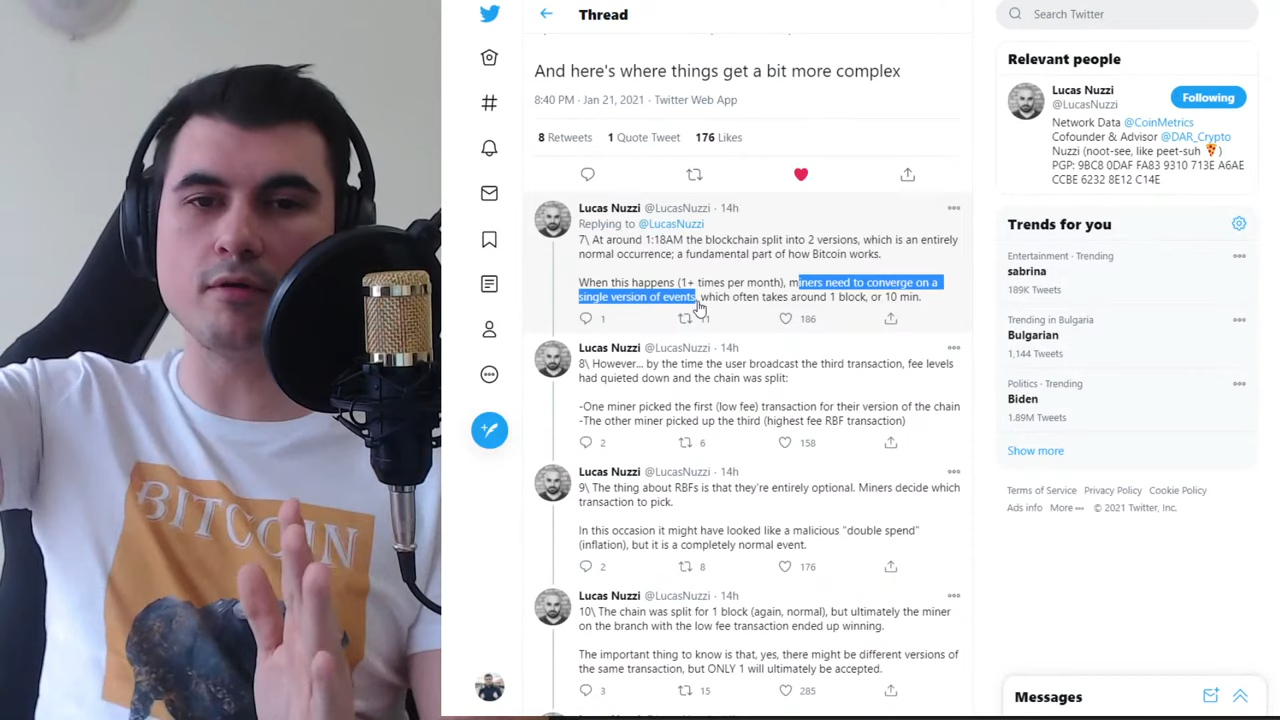 Thread
Search Twitter
And here's where things get a bit more complex
8:40 PM · Jan 21, 2021 · Twitter Web App
8 Retweets 1 Quote Tweet 176 Likes
Lucas Nuzzi @LucasNuzzi · 14h
Replying to @LucasNuzzi
7\ At around 1:18AM the blockchain split into 2 versions, which is an entirely
normal occurrence; a fundamental part of how Bitcoin works.
When this happens (1+ times per month), miners need to converge on a
single version of events, which often takes around 1 block, or 10 min.
1 11 186
Lucas Nuzzi @LucasNuzzi · 14h
8\ However... by the time the user broadcast the third transaction, fee levels
had quieted down and the chain was split:
-One miner picked the first (low fee) transaction for their version of the chain
-The other miner picked up the third (highest fee RBF transaction)
2 6 158
Lucas Nuzzi @LucasNuzzi · 14h
9\ The thing about RBFs is that they're entirely optional. Miners decide which
transaction to pick.
In this occasion it might have looked like a malicious "double spend"
(inflation), but it is a completely normal event.
2 8 176
Lucas Nuzzi @LucasNuzzi · 14h
10\ The chain was split for 1 block (again, normal), but ultimately the miner
on the branch with the low fee transaction ended up winning.
The important thing to know is that, yes, there might be different versions of
the same transaction, but ONLY 1 will ultimately be accepted.
3 15 285
Relevant people
Lucas Nuzzi
@LucasNuzzi
Following
Network Data @CoinMetrics
Cofounder & Advisor @DAR_Crypto
Nuzzi (noot-see, like peet-suh 🍕)
PGP: 9BC8 0DAF FA83 9310 713E A6AE
CCBE 6232 8E12 C14E
Trends for you
Entertainment · Trending
sabrina
189K Tweets
Trending in Bulgaria
Bulgarian
1,144 Tweets
Politics · Trending
Biden
1.89M Tweets
Show more
Terms of Service Privacy Policy Cookie Policy
Ads info More ••• © 2021 Twitter, Inc.
Messages
BITCOIN